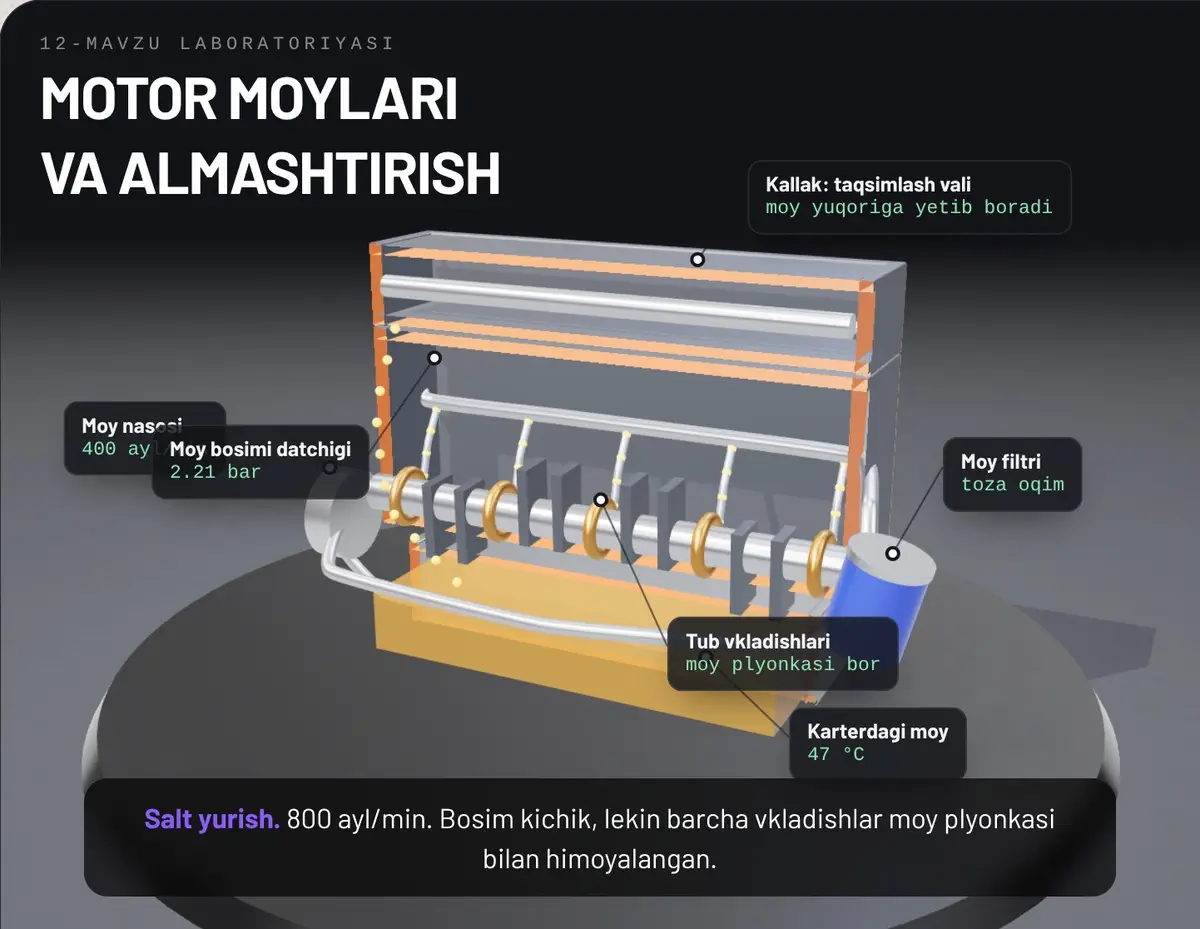 12-MAVZU LABORATORIYASI
MOTOR MOYLARI
VA ALMASHTIRISH
Kallak: taqsimlash vali
moy yuqoriga yetib boradi
Moy nasosi
400 ayl
Moy bosimi datchigi
2.21 bar
Moy filtri
toza oqim
Tub vkladishlari
moy plyonkasi bor
Karterdagi moy
47 °C
Salt yurish. 800 ayl/min. Bosim kichik, lekin barcha vkladishlar moy plyonkasi
bilan himoyalangan.